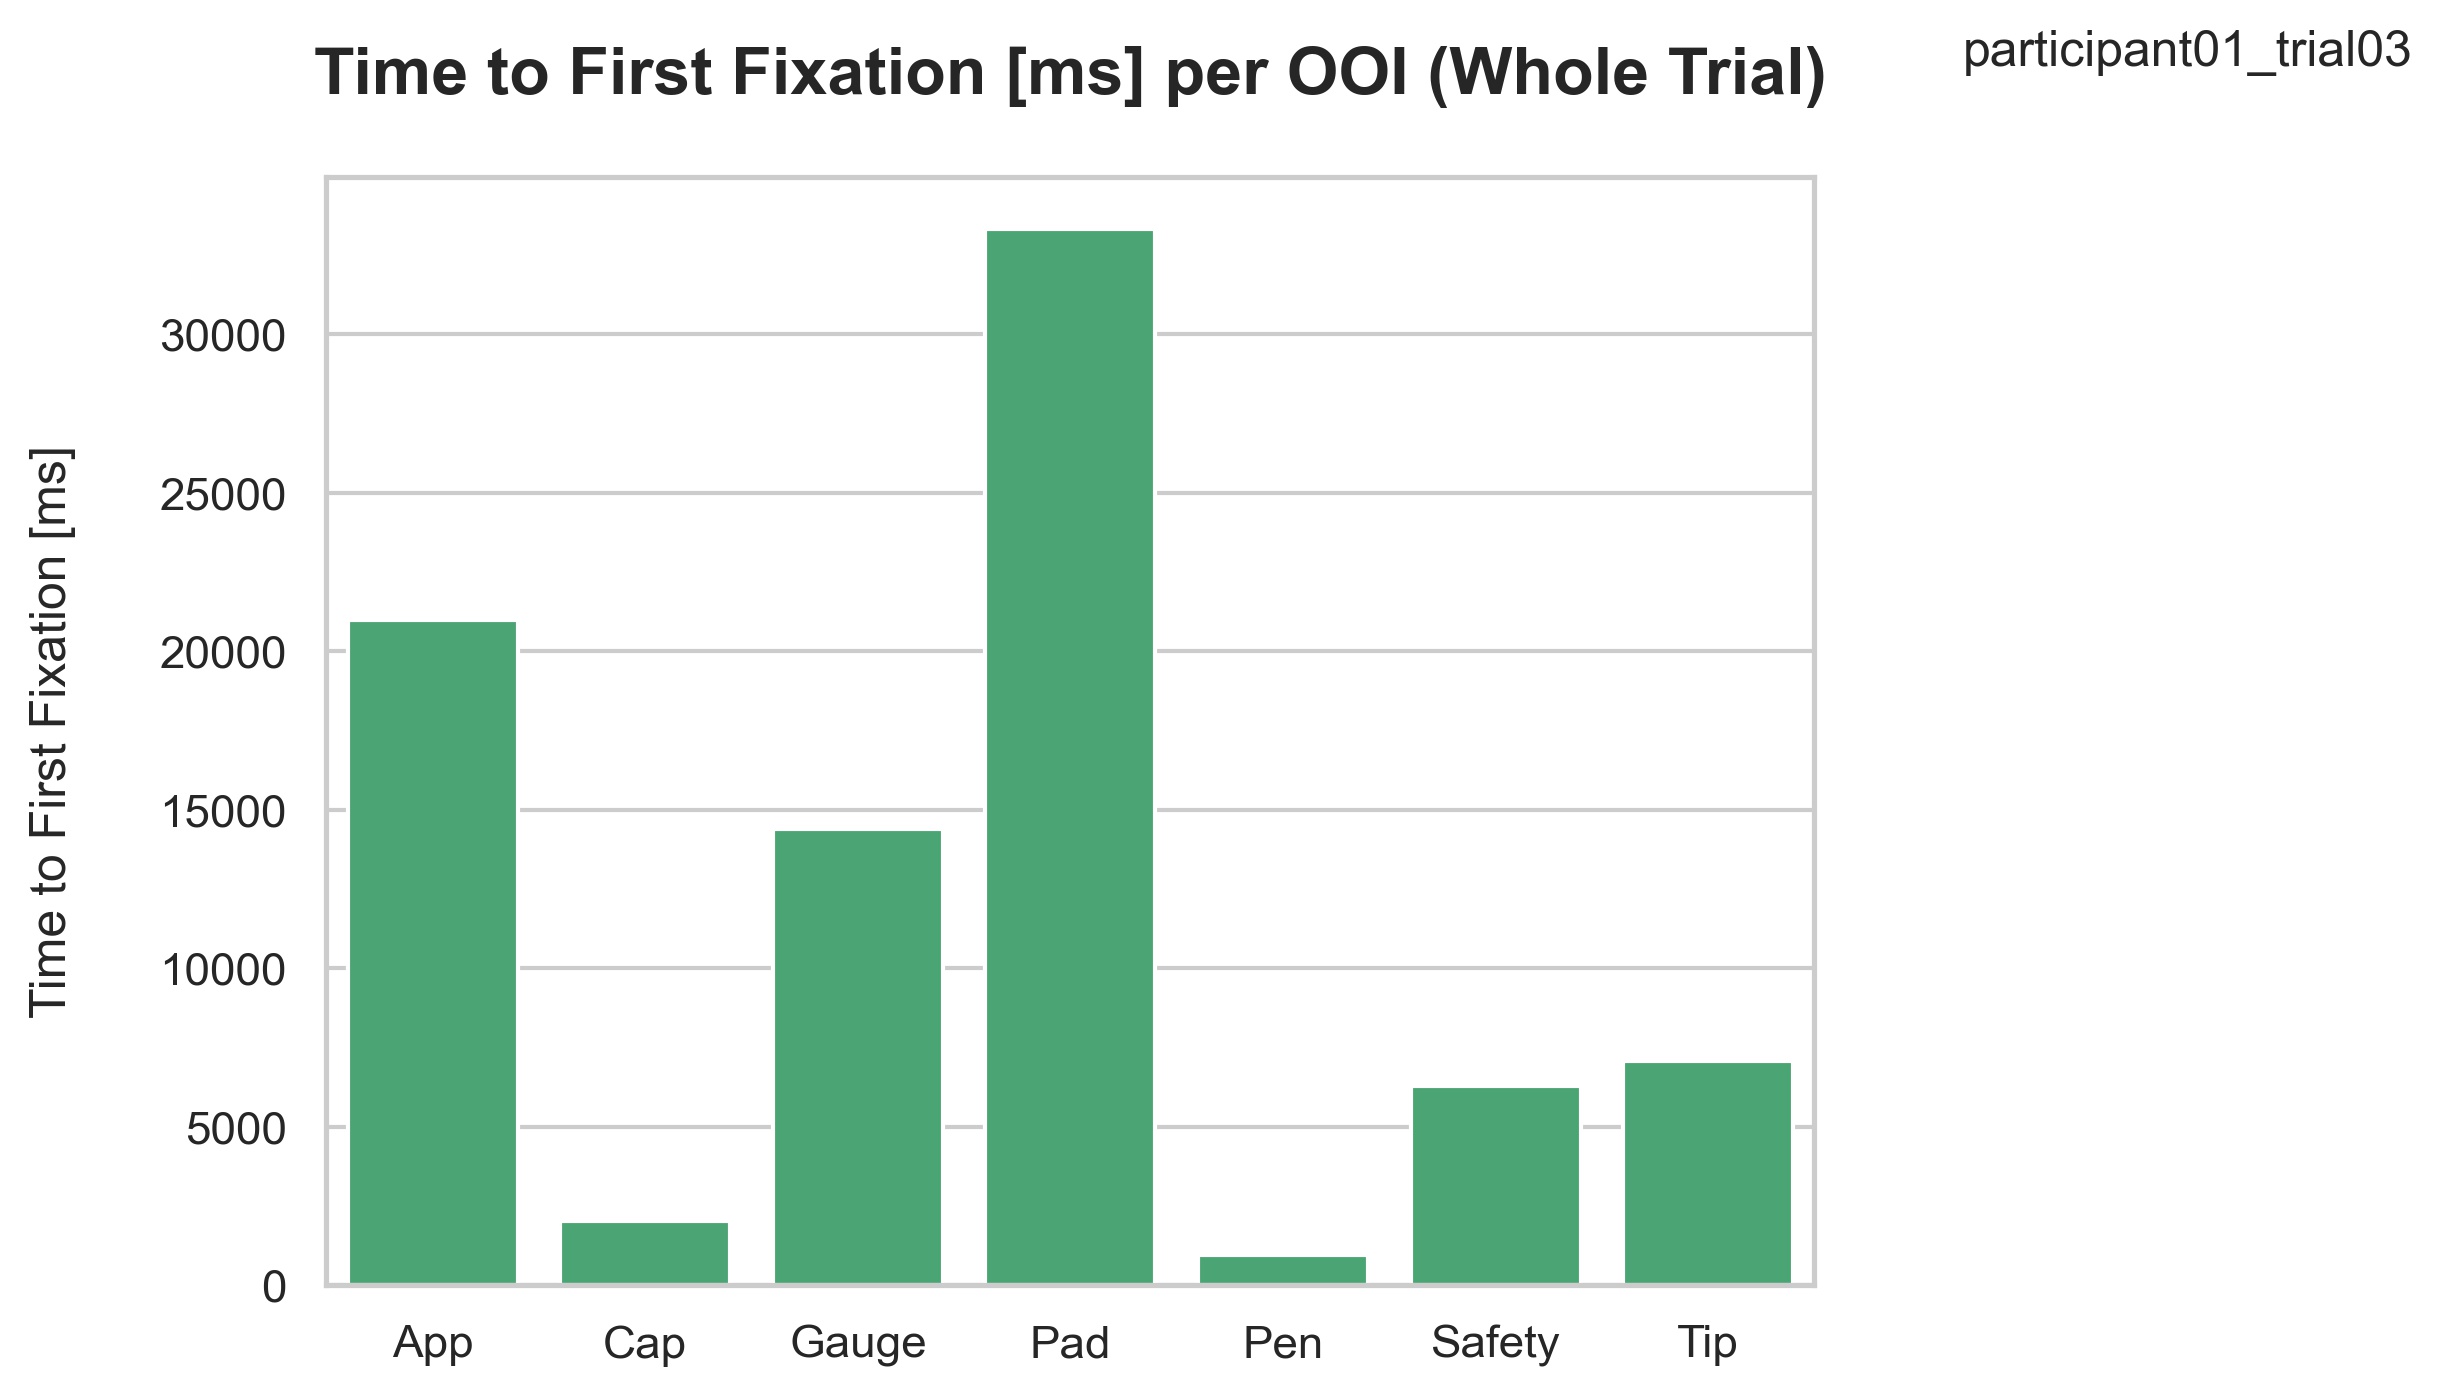 Time to First Fixation [ms] per OOI (Whole Trial)
participant01_trial03
Time to First Fixation [ms]
30000
25000
20000
15000
10000
5000
0
App Cap Gauge Pad Pen Safety Tip